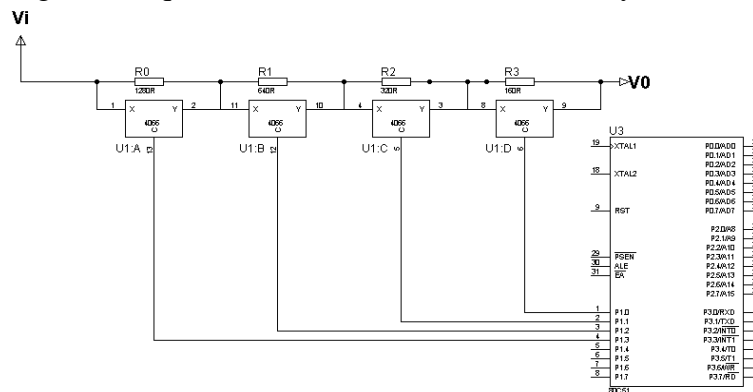 Vi
R0 R1 R2 R3
1280R 640R 320R 160R
V0
1 X Y 2 11 X Y 10 4 X Y 3 8 X Y 9
4066 4066 4066 4066
C C C C
U1:A 13 U1:B 12 U1:C 5 U1:D 6
U3
19 XTAL1 P0.0/AD0
P0.1/AD1
P0.2/AD2
18 XTAL2 P0.3/AD3
P0.4/AD4
P0.5/AD5
P0.6/AD6
9 RST P0.7/AD7
P2.0/A8
P2.1/A9
P2.2/A10
29 PSEN P2.3/A11
30 ALE P2.4/A12
31 EA P2.5/A13
P2.6/A14
P2.7/A15
1 P1.0 P3.0/RXD
2 P1.1 P3.1/TXD
3 P1.2 P3.2/INT0
4 P1.3 P3.3/INT1
5 P1.4 P3.4/T0
6 P1.5 P3.5/T1
7 P1.6 P3.6/WR
8 P1.7 P3.7/RD
80C51